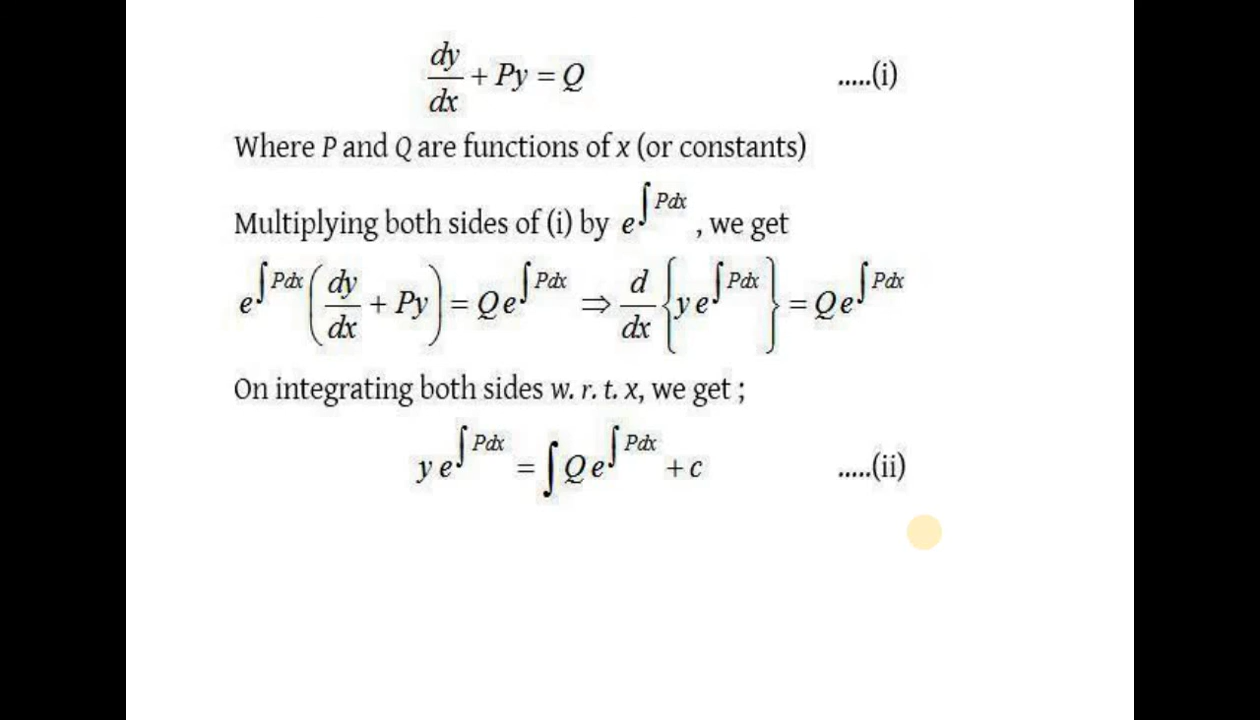 dy/dx + Py = Q .....(i)
Where P and Q are functions of x (or constants)
Multiplying both sides of (i) by e^{∫Pdx} , we get
e^{∫Pdx} (dy/dx + Py) = Qe^{∫Pdx} ⇒ d/dx {y e^{∫Pdx}} = Qe^{∫Pdx}
On integrating both sides w. r. t. x, we get ;
y e^{∫Pdx} = ∫Qe^{∫Pdx} + c .....(ii)